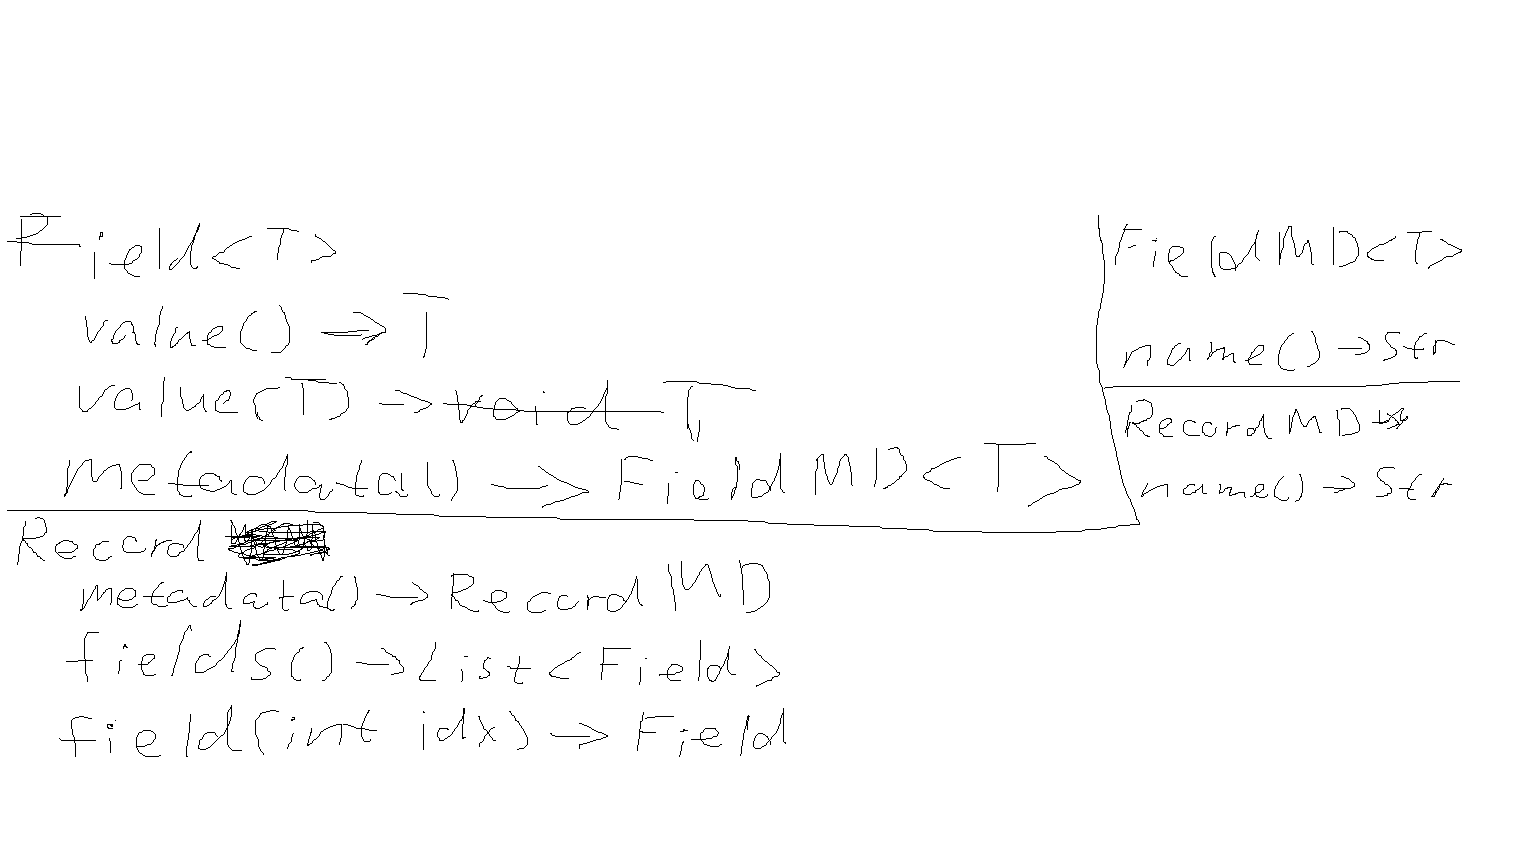 Field<T>
value() → T
value(T) → void T
metadata() → FieldMD<T>
Record
metadata() → RecordMD
fields() → List<Field>
field(int idx) → Field
FieldMD<T>
name() → Str
RecordMD
name() → Str